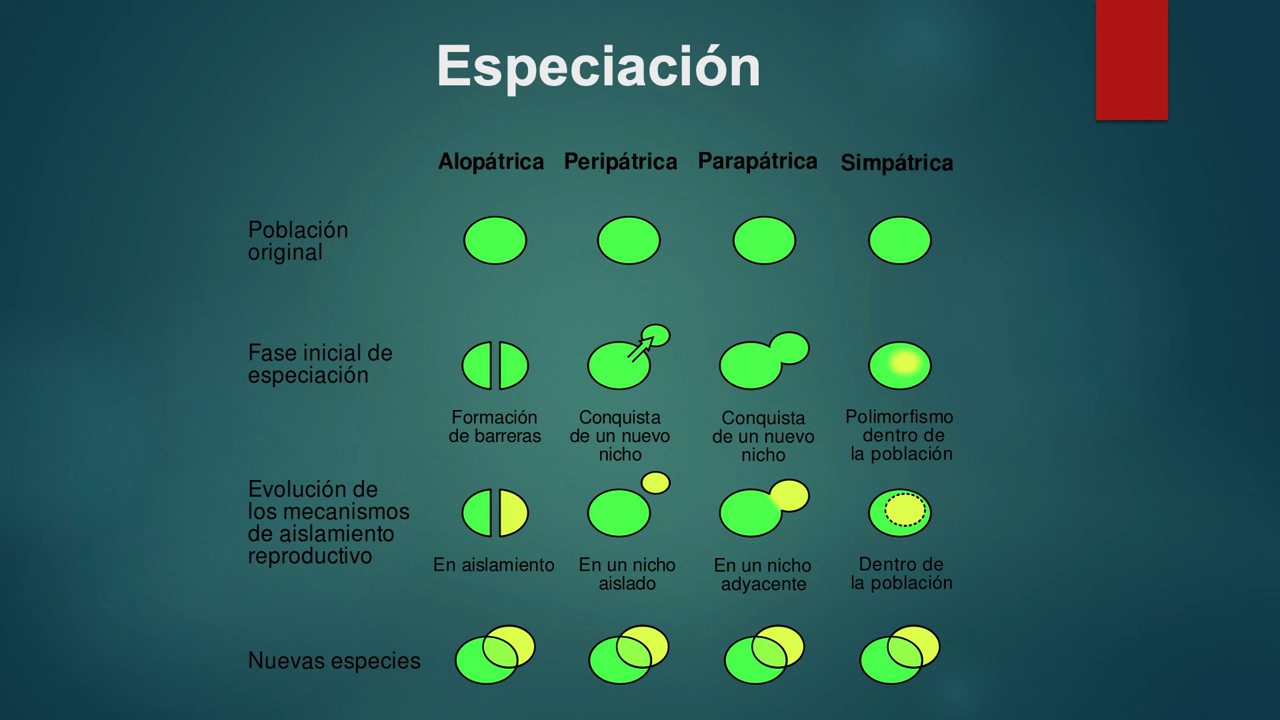 Especiación
Alopátrica Peripátrica Parapátrica Simpátrica
Población
original
Fase inicial de
especiación
Formación
de barreras
Conquista
de un nuevo
nicho
Conquista
de un nuevo
nicho
Polimorfismo
dentro de
la población
Evolución de
los mecanismos
de aislamiento
reproductivo
En aislamiento
En un nicho
aislado
En un nicho
adyacente
Dentro de
la población
Nuevas especies